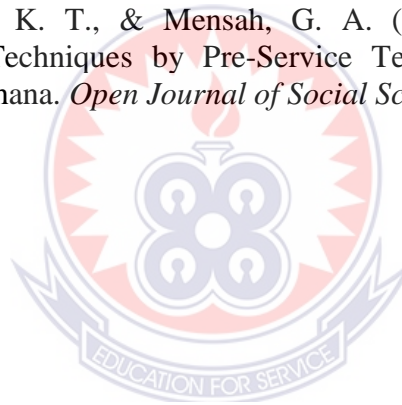 K. T., & Mensah, G. A. (
Techniques by Pre-Service Te
hana. Open Journal of Social Sc
EDUCATION FOR SERVICE